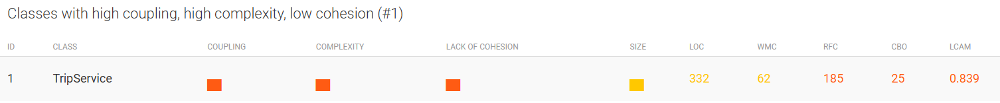 Classes with high coupling, high complexity, low cohesion (#1)
ID CLASS COUPLING COMPLEXITY LACK OF COHESION SIZE LOC WMC RFC CBO LCAM
1 TripService 332 62 185 25 0.839